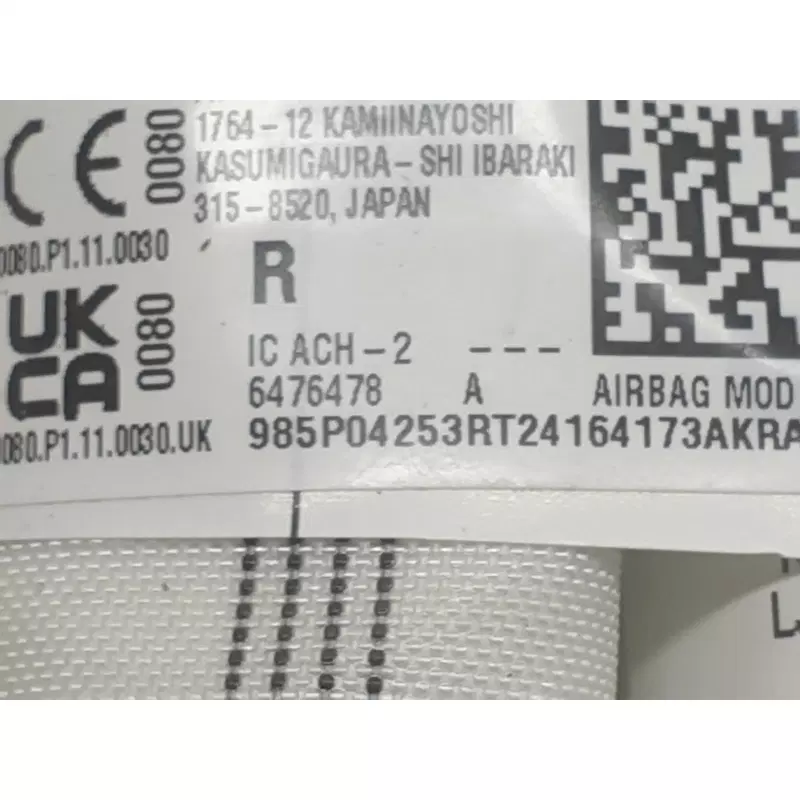 CE 0080
1764-12 KAMIINAYOSHI
KASUMIGAURA-SHI IBARAKI
315-8520, JAPAN
0080.P1.11.0030
R
UK
CA 0080
IC ACH-2 ---
6476478 A AIRBAG MOD
0080.P1.11.0030.UK
985P04253RT24164173AKRA